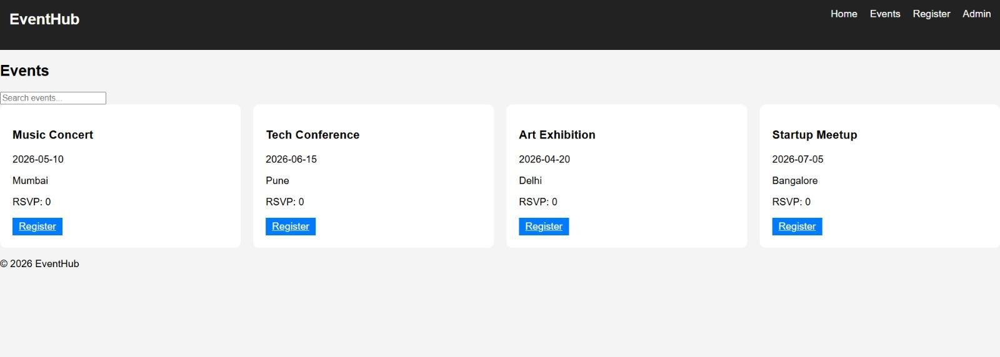 EventHub
Home Events Register Admin
Events
Search events...
Music Concert
2026-05-10
Mumbai
RSVP: 0
Register
Tech Conference
2026-06-15
Pune
RSVP: 0
Register
Art Exhibition
2026-04-20
Delhi
RSVP: 0
Register
Startup Meetup
2026-07-05
Bangalore
RSVP: 0
Register
© 2026 EventHub